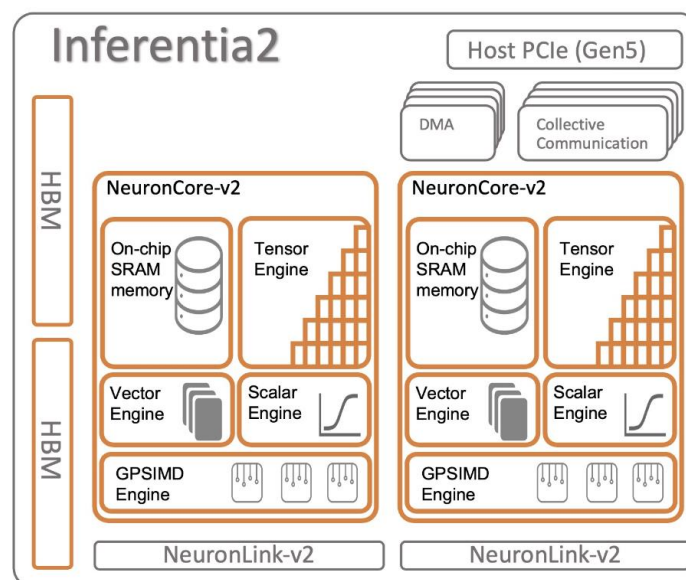 Inferentia2
Host PCIe (Gen5)
DMA
Collective
Communication
HBM
HBM
NeuronCore-v2
On-chip
SRAM
memory
Tensor
Engine
Vector
Engine
Scalar
Engine
GPSIMD
Engine
NeuronCore-v2
On-chip
SRAM
memory
Tensor
Engine
Vector
Engine
Scalar
Engine
GPSIMD
Engine
NeuronLink-v2
NeuronLink-v2